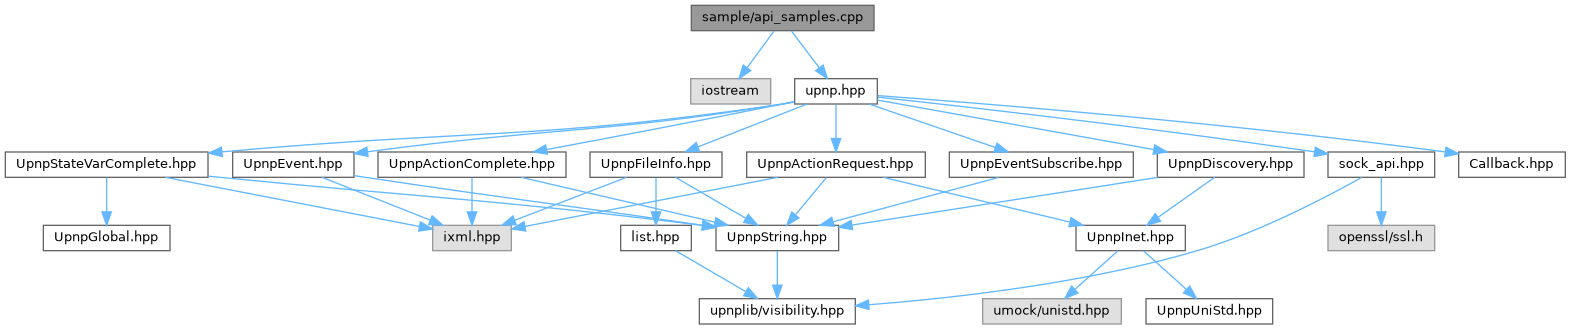 sample/api_samples.cpp
iostream
upnp.hpp
UpnpStateVarComplete.hpp
UpnpEvent.hpp
UpnpActionComplete.hpp
UpnpFileInfo.hpp
UpnpActionRequest.hpp
UpnpEventSubscribe.hpp
UpnpDiscovery.hpp
sock_api.hpp
Callback.hpp
UpnpGlobal.hpp
ixml.hpp
list.hpp
UpnpString.hpp
UpnpInet.hpp
openssl/ssl.h
upnplib/visibility.hpp
umock/unistd.hpp
UpnpUniStd.hpp